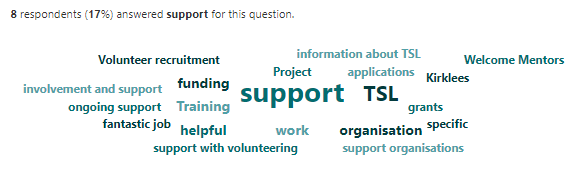 8 respondents (17%) answered support for this question.
information about TSL
Volunteer recruitment
Welcome Mentors
Project
applications
Kirklees
funding
involvement and support
support
TSL
ongoing support
Training
grants
fantastic job
specific
helpful
work
organisation
support with volunteering
support organisations